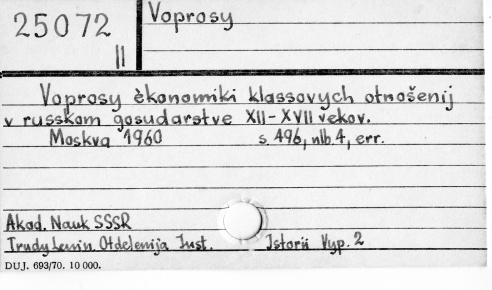 25072
II
Voprosy
Voprosy èkonomiki klassovych otnošenij
v russkom gosudarstve XII-XVII vekov.
Moskva 1960 s. 496, nlb. 4, err.
Akad. Nauk SSSR
Trudy Lenin. Otdelenija Inst. Istorii Vyp. 2
DUJ. 693/70. 10 000.